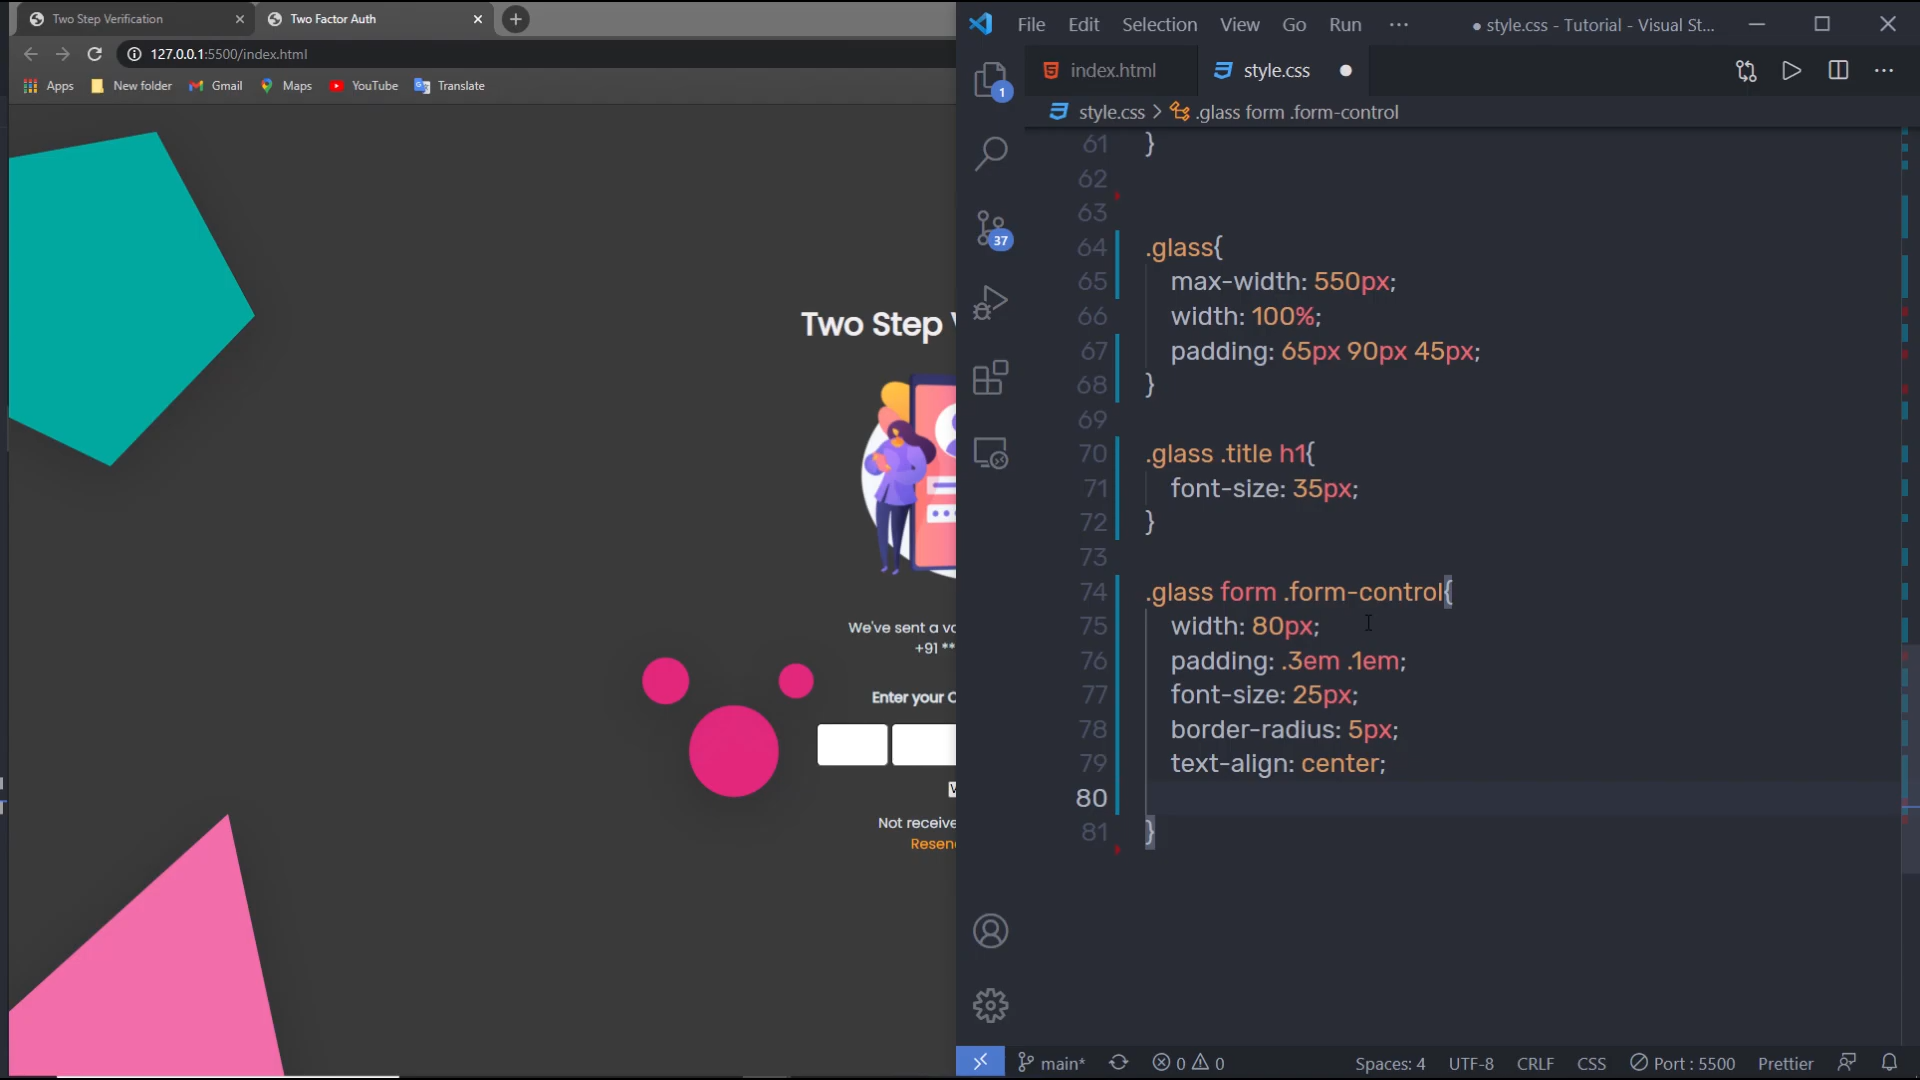 Two Step Verification
Two Factor Auth
127.0.0.1:5500/index.html
Apps
New folder
Gmail
Maps
YouTube
Translate
Two Step
We've sent a
+91 **
Enter your
Not receive
Resen
File Edit Selection View Go Run ···
● style.css - Tutorial - Visual St...
index.html
style.css
style.css > .glass form .form-control
1
37
61 }
62
63
64 .glass{
65 max-width: 550px;
66 width: 100%;
67 padding: 65px 90px 45px;
68 }
69
70 .glass .title h1{
71 font-size: 35px;
72 }
73
74 .glass form .form-control{
75 width: 80px;
76 padding: .3em .1em;
77 font-size: 25px;
78 border-radius: 5px;
79 text-align: center;
80
81 }
main* 0 0 Spaces: 4 UTF-8 CRLF CSS Port : 5500 Prettier